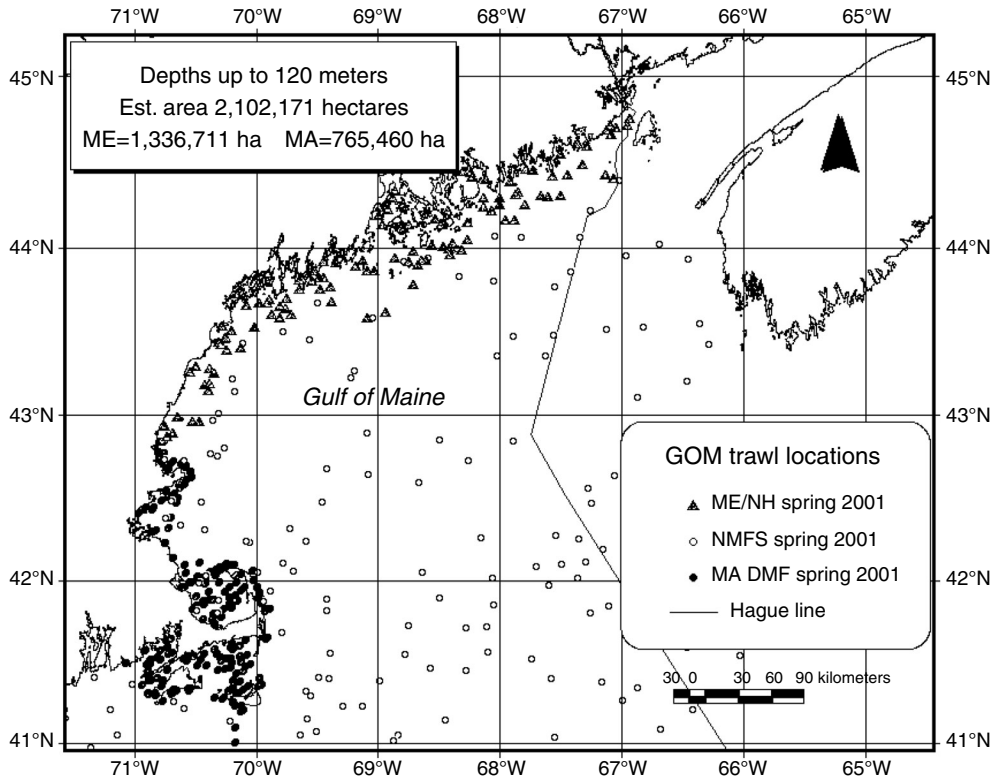 71°W 70°W 69°W 68°W 67°W 66°W 65°W
Depths up to 120 meters
Est. area 2,102,171 hectares
ME=1,336,711 ha MA=765,460 ha
45°N 45°N
44°N 44°N
Gulf of Maine
43°N 43°N
GOM trawl locations
ME/NH spring 2001
NMFS spring 2001
MA DMF spring 2001
Hague line
42°N 42°N
30 0 30 60 90 kilometers
41°N 41°N
71°W 70°W 69°W 68°W 67°W 66°W 65°W